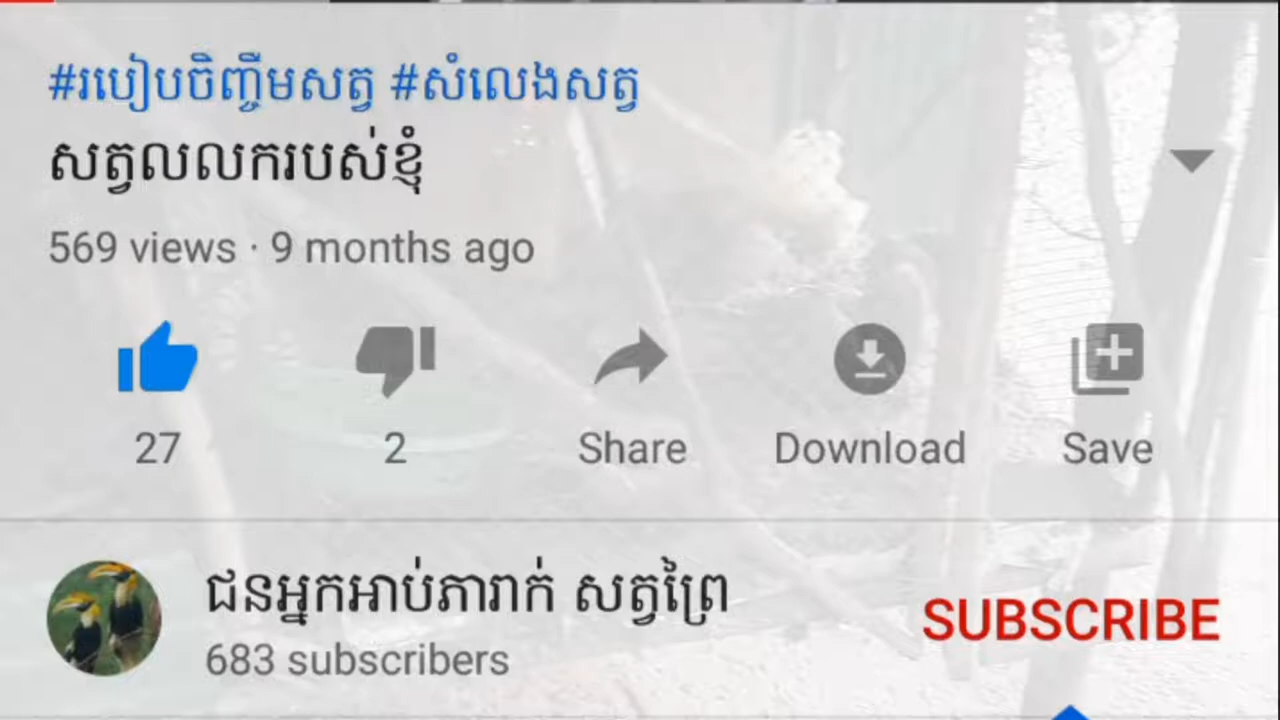 #របៀបចិញ្ចឹមសត្វ #សំលេងសត្វ
សត្វលលករបស់ខ្ញុំ
569 views · 9 months ago
27
2
Share
Download
Save
ជនអ្នកអាប់ភារាក់ សត្វព្រៃ
683 subscribers
SUBSCRIBE